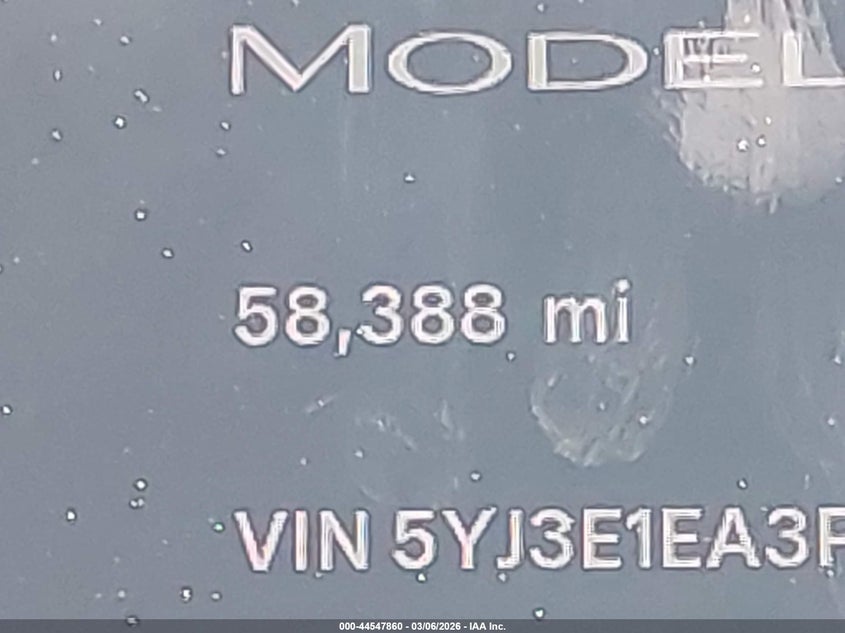 MODEL
58,388 mi
VIN 5YJ3E1EA3P
000-44547860 - 03/06/2026 - IAA Inc.